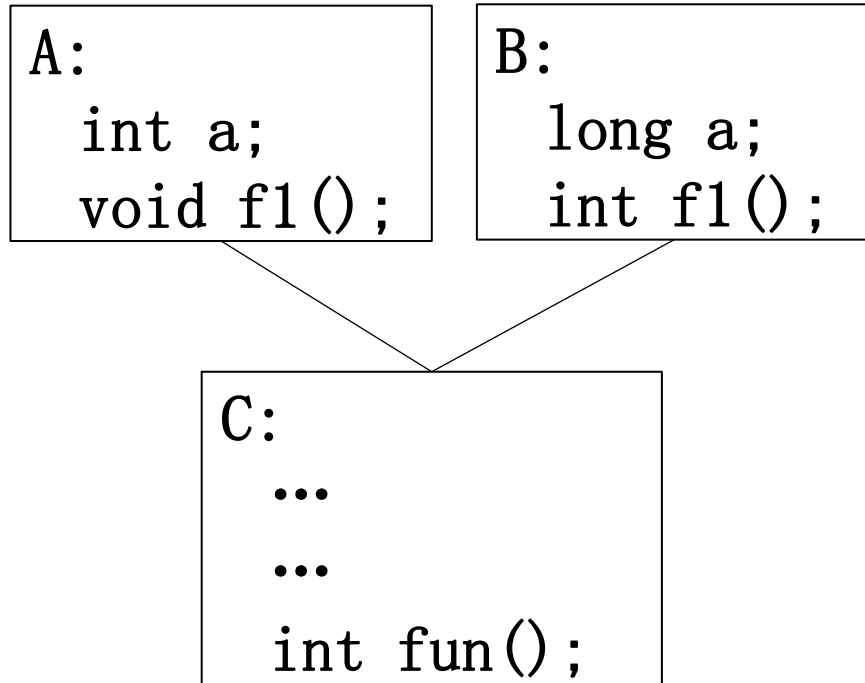 A:
int a;
void f1();
B:
long a;
int f1();
C:
…
…
int fun();